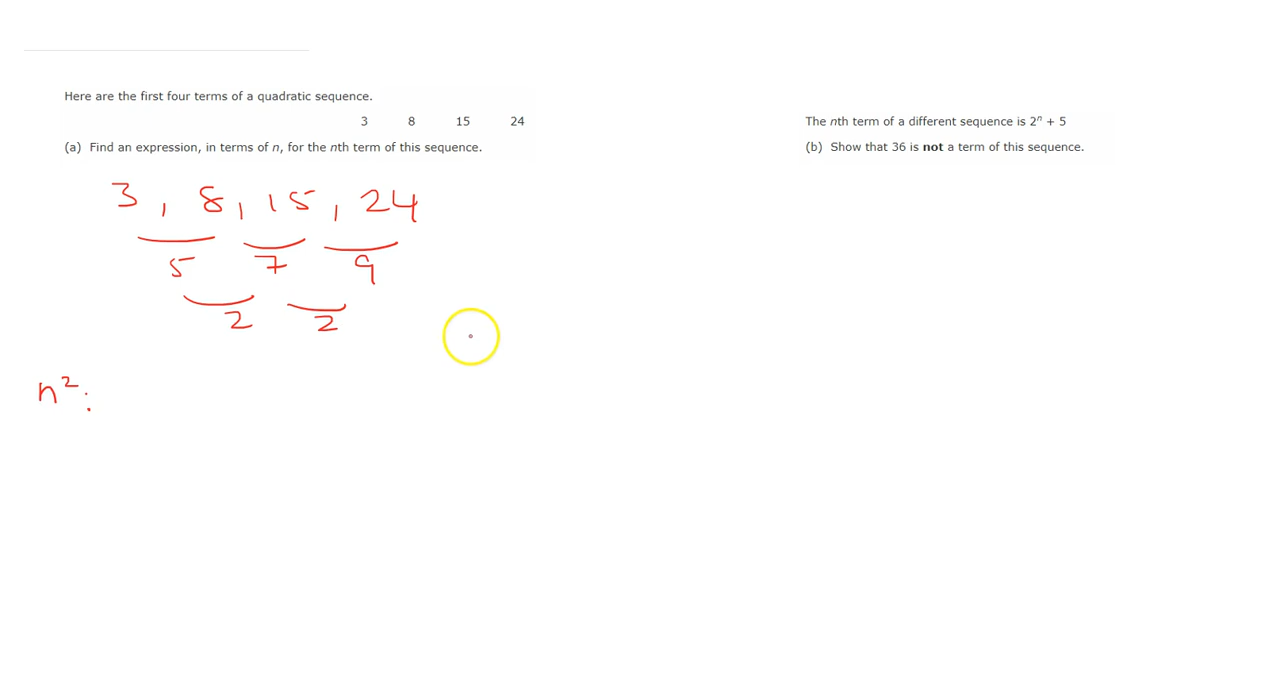 Here are the first four terms of a quadratic sequence.
3 8 15 24
(a) Find an expression, in terms of n, for the nth term of this sequence.
3 , 8 , 15 , 24
5 7 9
2 2
n² :
The nth term of a different sequence is 2ⁿ + 5
(b) Show that 36 is not a term of this sequence.